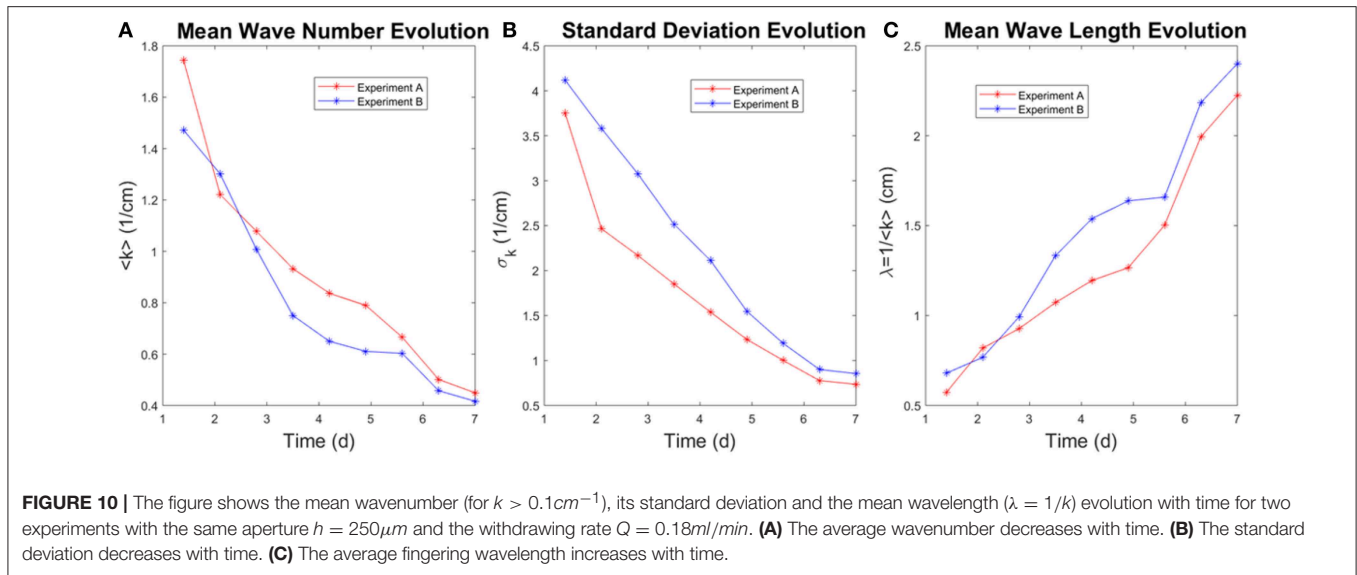 A Mean Wave Number Evolution
1.8
1.6
1.4
1.2
1
0.8
0.6
0.4
<k> (1/cm)
Experiment A
Experiment B
1 2 3 4 5 6 7
Time (d)
B Standard Deviation Evolution
4.5
4
3.5
3
2.5
2
1.5
1
0.5
σk (1/cm)
Experiment A
Experiment B
1 2 3 4 5 6 7
Time (d)
C Mean Wave Length Evolution
2.5
2
1.5
1
0.5
λ=1/<k> (cm)
Experiment A
Experiment B
1 2 3 4 5 6 7
Time (d)
FIGURE 10 | The figure shows the mean wavenumber (for k > 0.1cm−1), its standard deviation and the mean wavelength (λ = 1/k) evolution with time for two
experiments with the same aperture h = 250μm and the withdrawing rate Q = 0.18ml/min. (A) The average wavenumber decreases with time. (B) The standard
deviation decreases with time. (C) The average fingering wavelength increases with time.